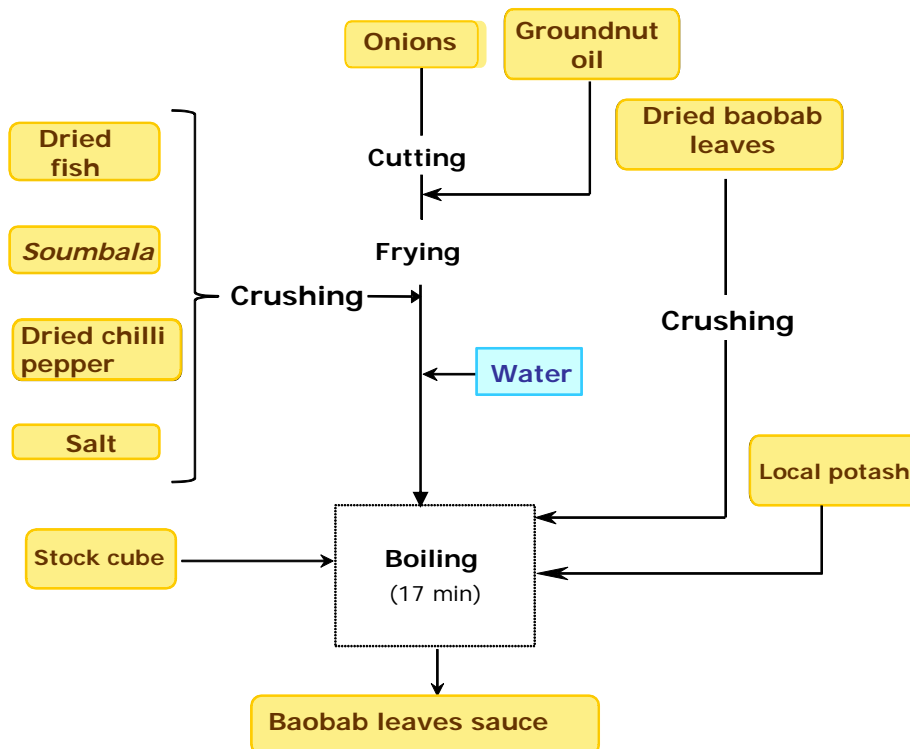 Onions
Groundnut
oil
Dried baobab
leaves
Dried
fish
Cutting
Soumbala
Frying
Crushing
Crushing
Dried chilli
pepper
Water
Salt
Local potash
Stock cube
Boiling
(17 min)
Baobab leaves sauce